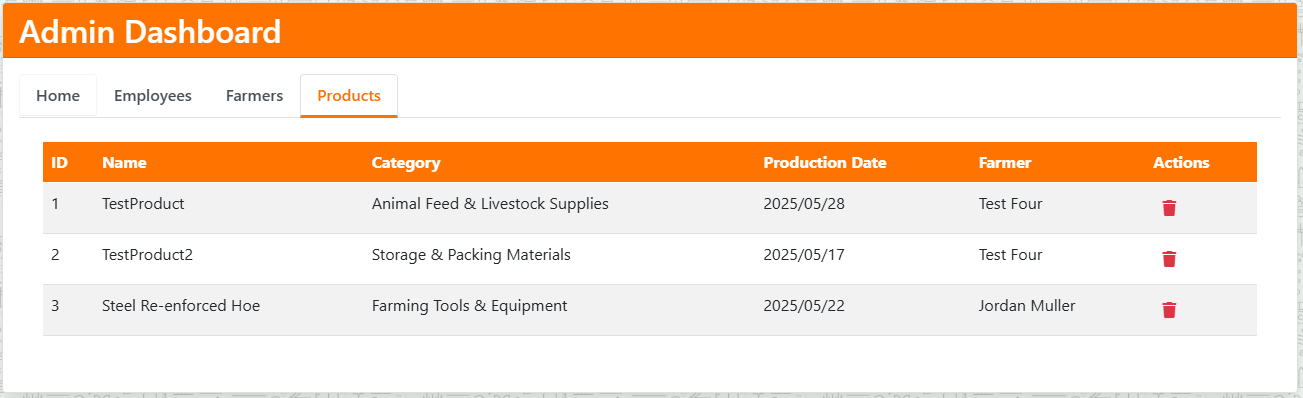 Admin Dashboard
Home Employees Farmers Products
ID Name Category Production Date Farmer Actions
1 TestProduct Animal Feed & Livestock Supplies 2025/05/28 Test Four
2 TestProduct2 Storage & Packing Materials 2025/05/17 Test Four
3 Steel Re-enforced Hoe Farming Tools & Equipment 2025/05/22 Jordan Muller